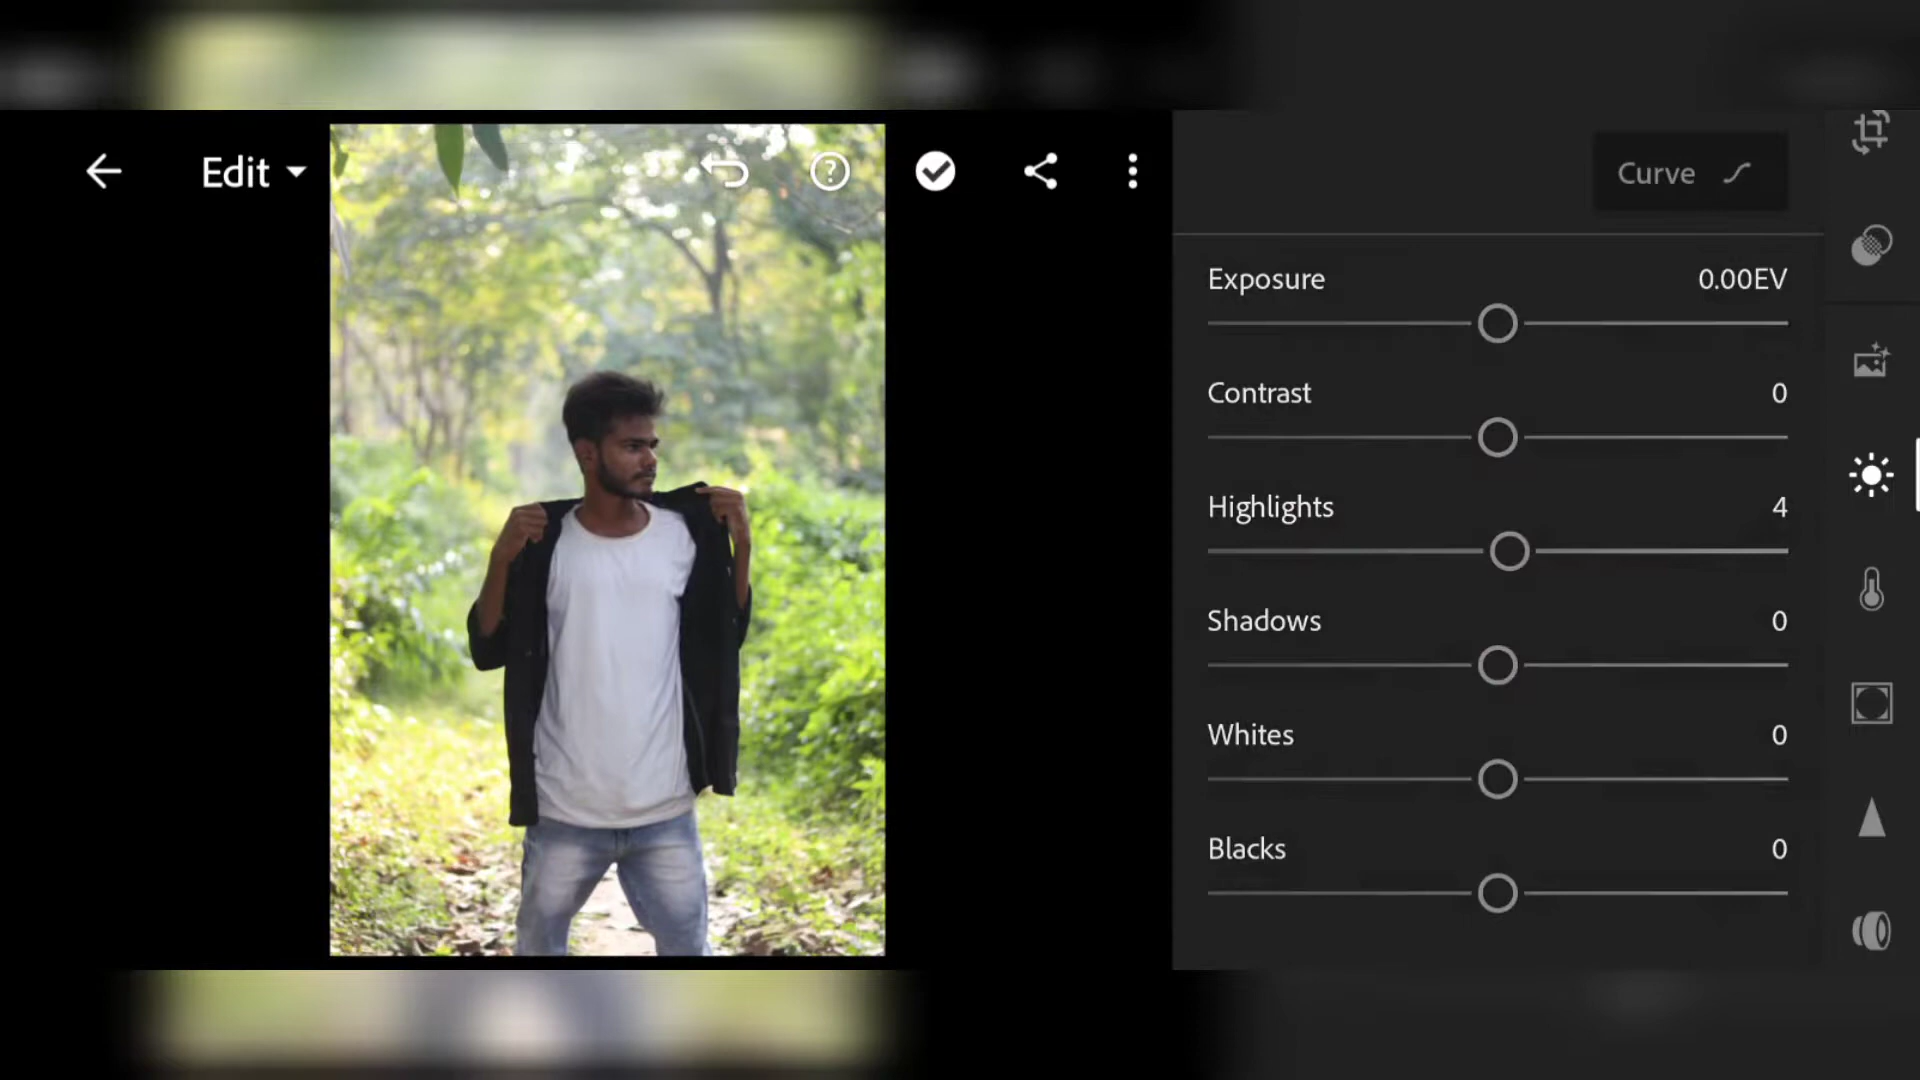 Edit
?
Curve
Exposure 0.00EV
Contrast 0
Highlights 4
Shadows 0
Whites 0
Blacks 0